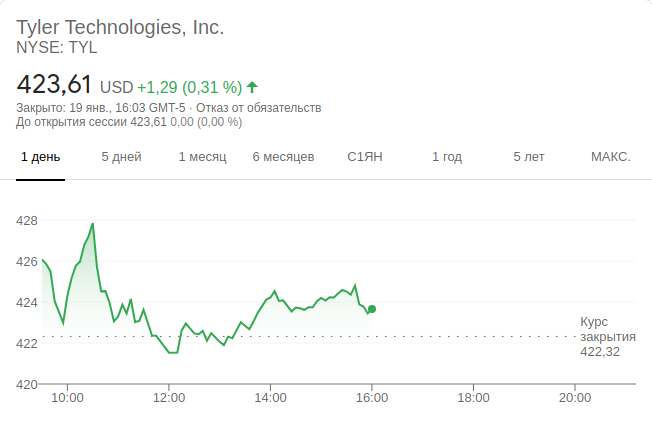 Tyler Technologies, Inc.
NYSE: TYL
423,61 USD +1,29 (0,31 %)
Закрыто: 19 янв., 16:03 GMT-5 · Отказ от обязательств
До открытия сессии 423,61 0,00 (0,00 %)
1 день 5 дней 1 месяц 6 месяцев С1ЯН 1 год 5 лет МАКС.
428
426
424
422
420
Курс
закрытия
422,32
10:00 12:00 14:00 16:00 18:00 20:00